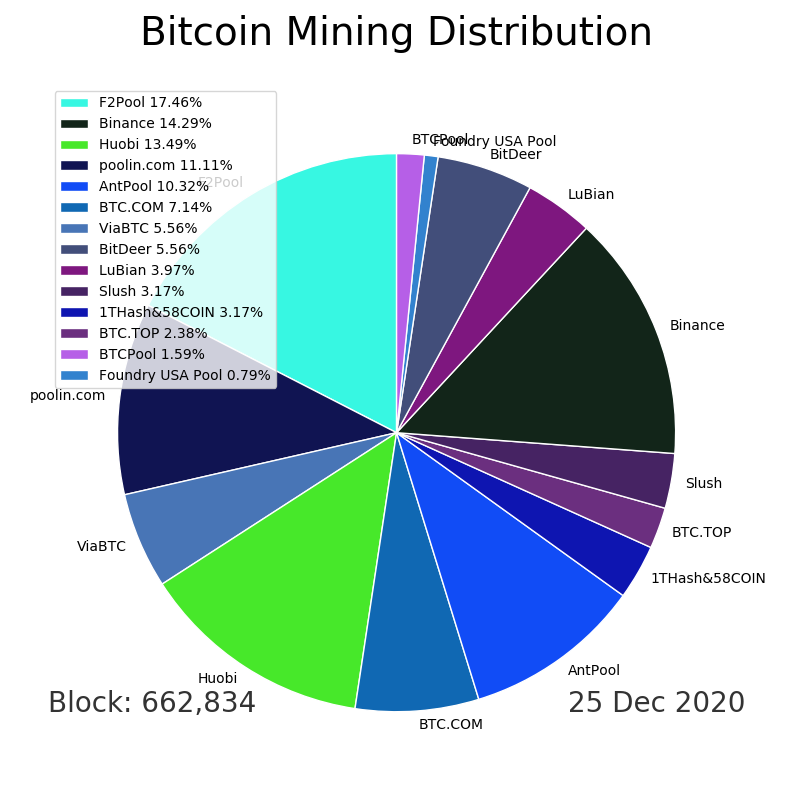 Bitcoin Mining Distribution
F2Pool 17.46%
Binance 14.29%
Huobi 13.49%
poolin.com 11.11%
AntPool 10.32%
BTC.COM 7.14%
ViaBTC 5.56%
BitDeer 5.56%
LuBian 3.97%
Slush 3.17%
1THash&58COIN 3.17%
BTC.TOP 2.38%
BTCPool 1.59%
Foundry USA Pool 0.79%
F2Pool
poolin.com
ViaBTC
Huobi
BTC.COM
AntPool
1THash&58COIN
BTC.TOP
Slush
Binance
LuBian
BitDeer
Foundry USA Pool
BTCPool
Block: 662,834
25 Dec 2020